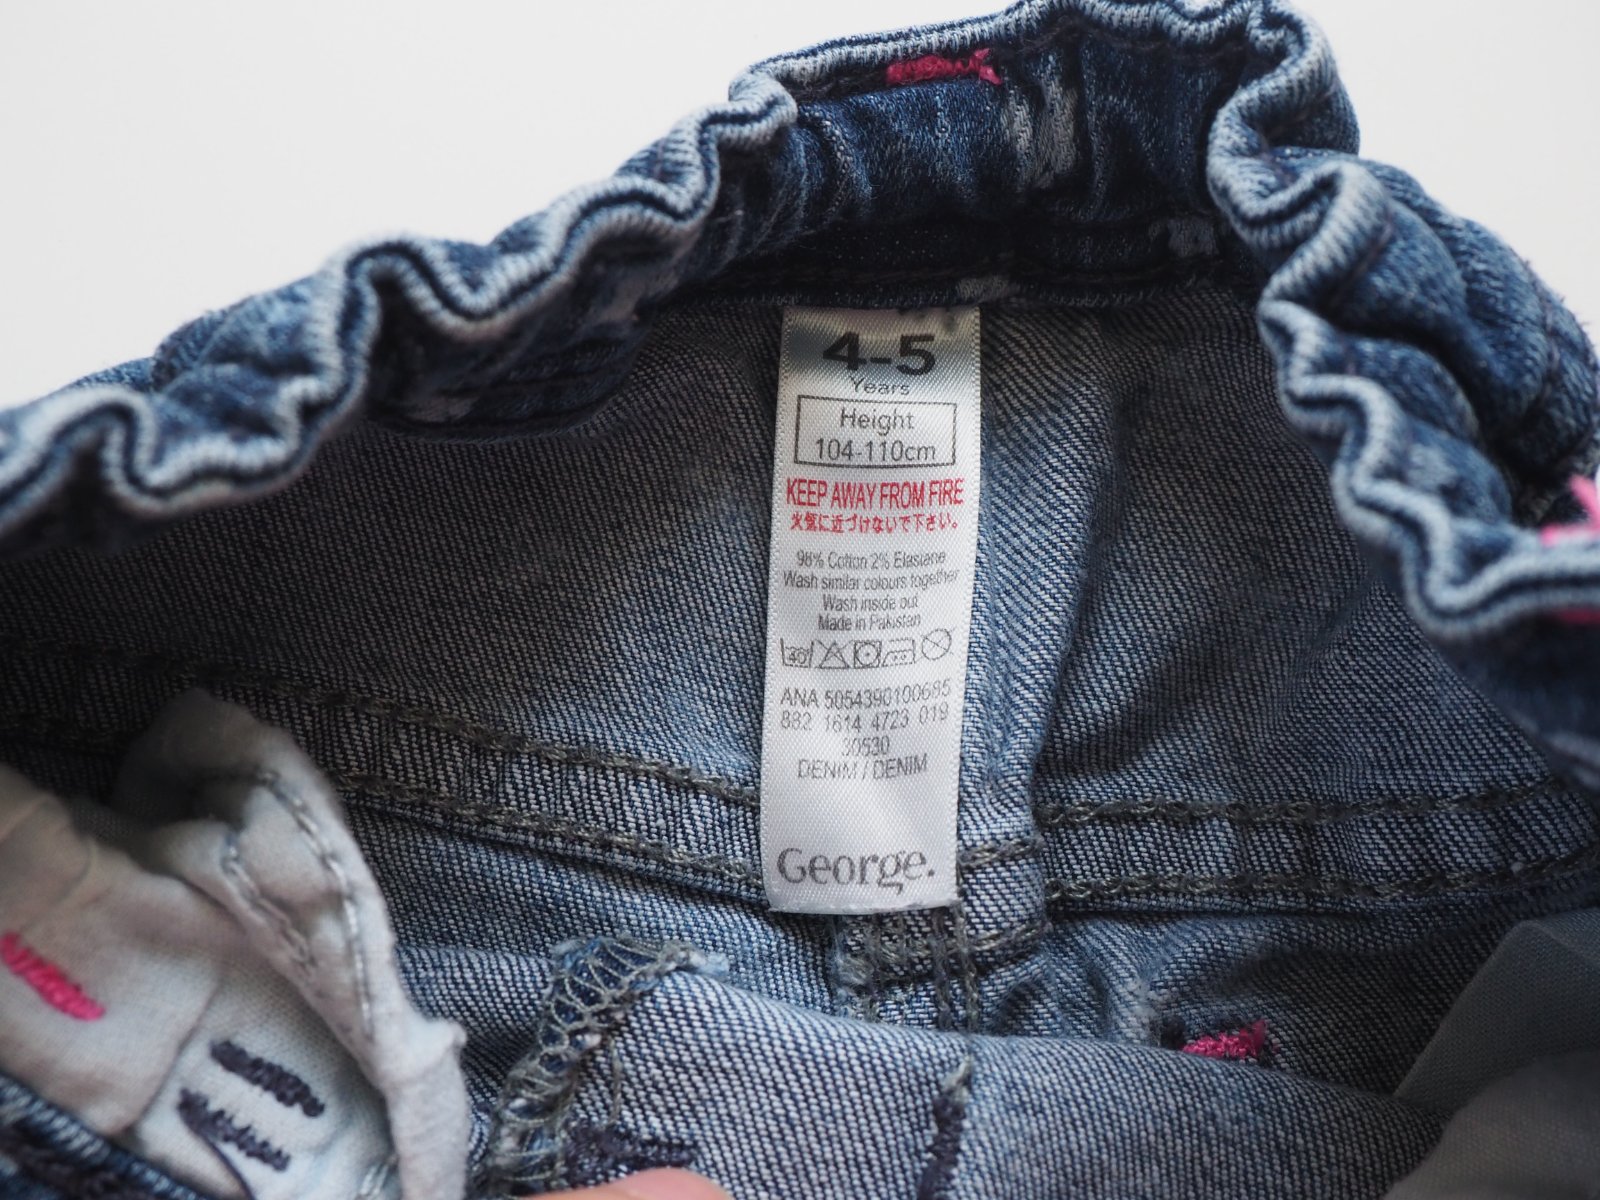 4-5
Years
Height
104-110cm
KEEP AWAY FROM FIRE
火気に近づけないで下さい。
98% Cotton 2% Elastane
Wash similar colours together
Wash inside out
Made in Pakistan
40
ANA 5054390100685
882 1614 4723 019
30530
DENIM / DENIM
George.